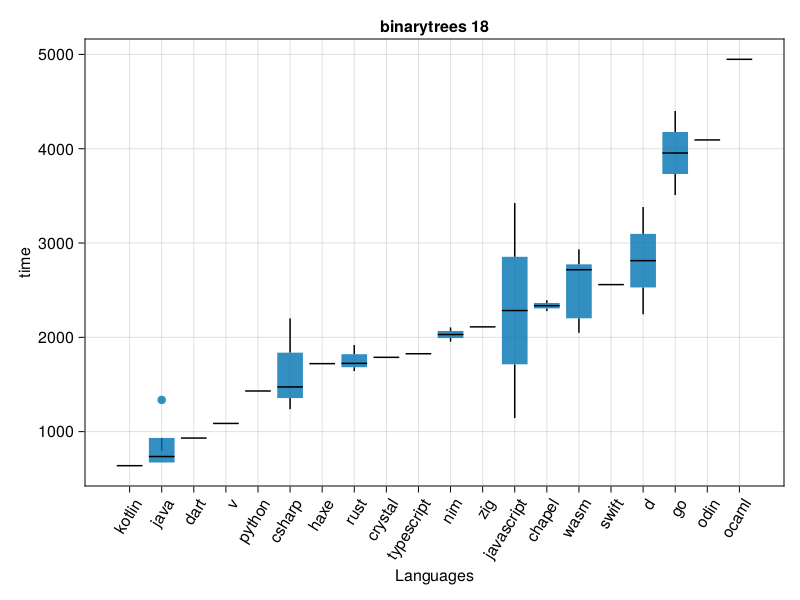 binarytrees 18
5000
4000
3000
2000
1000
time
kotlin
java
dart
v
python
csharp
haxe
rust
crystal
typescript
nim
zig
javascript
chapel
wasm
swift
d
go
odin
ocaml
Languages